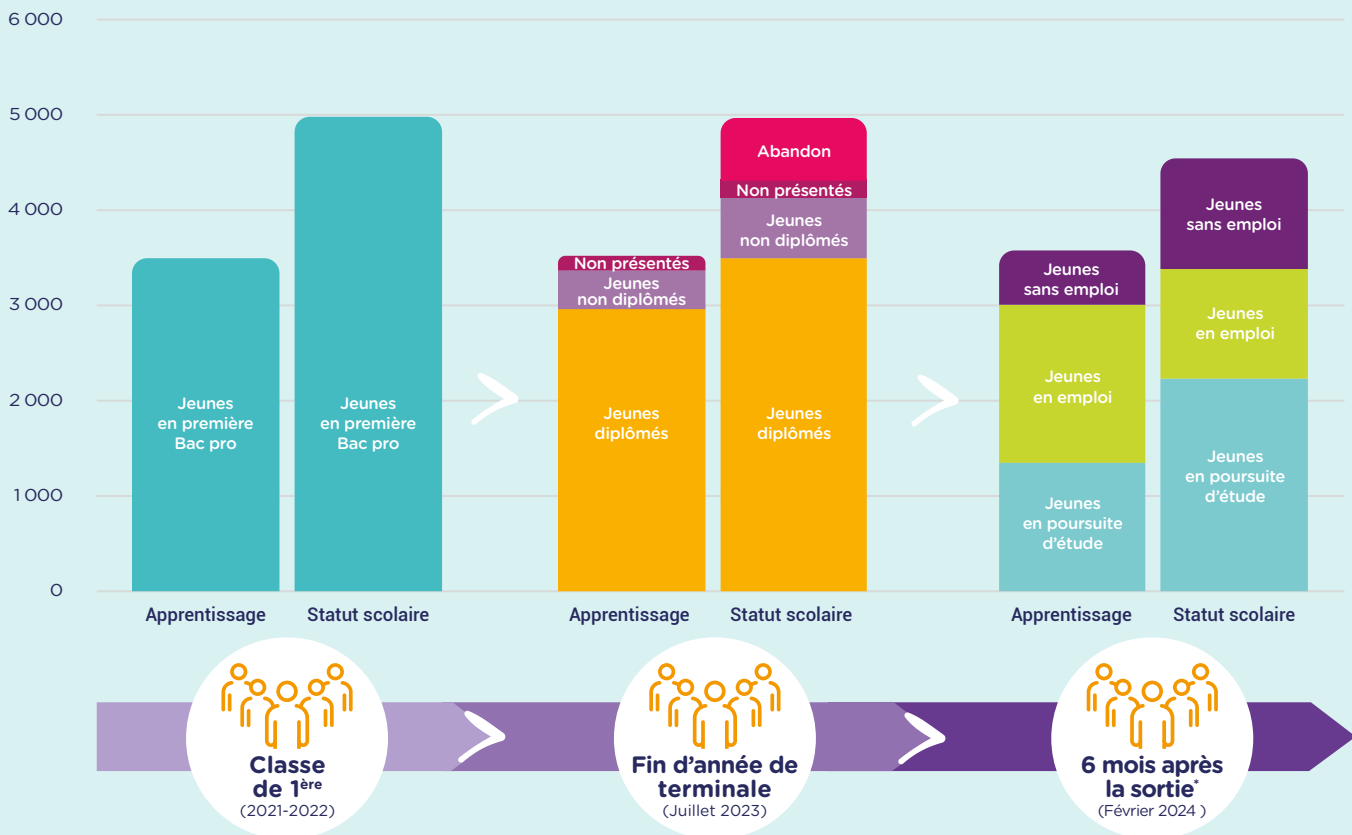 6 000
5 000
4 000
3 000
2 000
1 000
0
Jeunes
en première
Bac pro
Jeunes
en première
Bac pro
Non présentés
Jeunes
non diplômés
Jeunes
diplômés
Abandon
Non présentés
Jeunes
non diplômés
Jeunes
diplômés
Jeunes
sans emploi
Jeunes
en emploi
Jeunes
en poursuite
d'étude
Jeunes
sans emploi
Jeunes
en emploi
Jeunes
en poursuite
d'étude
Apprentissage
Statut scolaire
Apprentissage
Statut scolaire
Apprentissage
Statut scolaire
Classe
de 1ère
(2021-2022)
Fin d'année de
terminale
(Juillet 2023)
6 mois après
la sortie*
(Février 2024 )